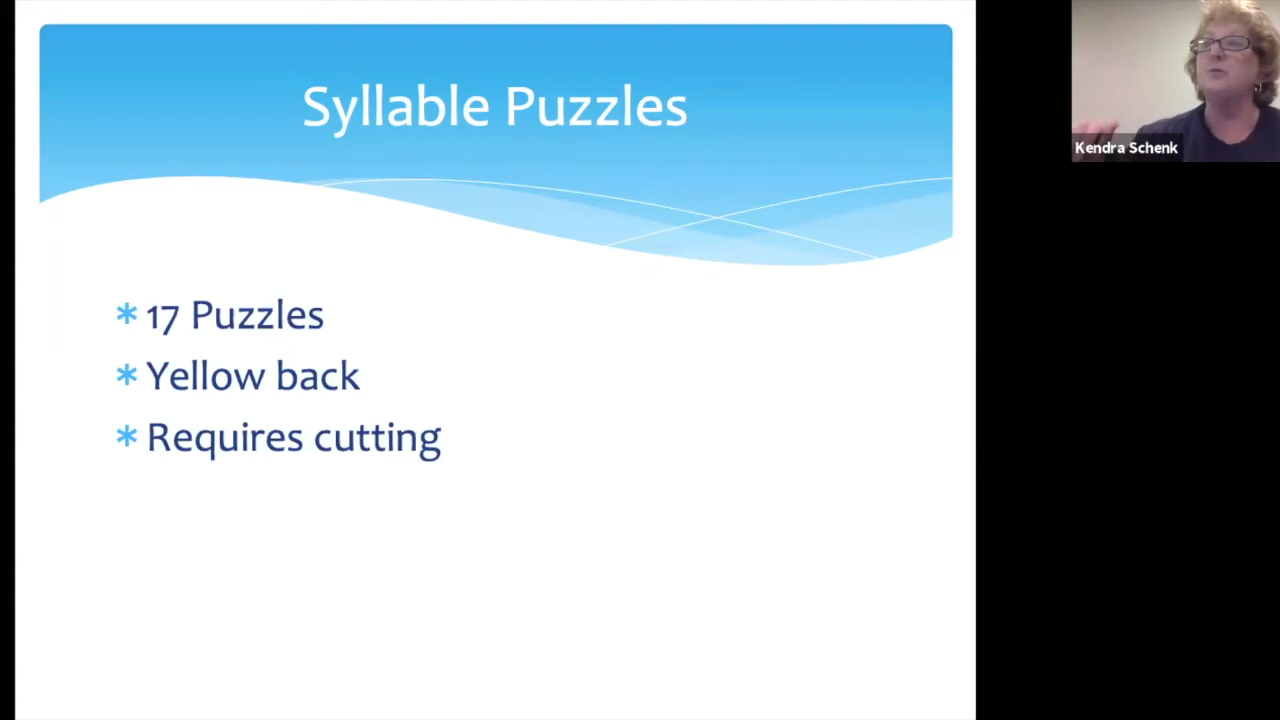 Syllable Puzzles
* 17 Puzzles
* Yellow back
* Requires cutting
Kendra Schenk